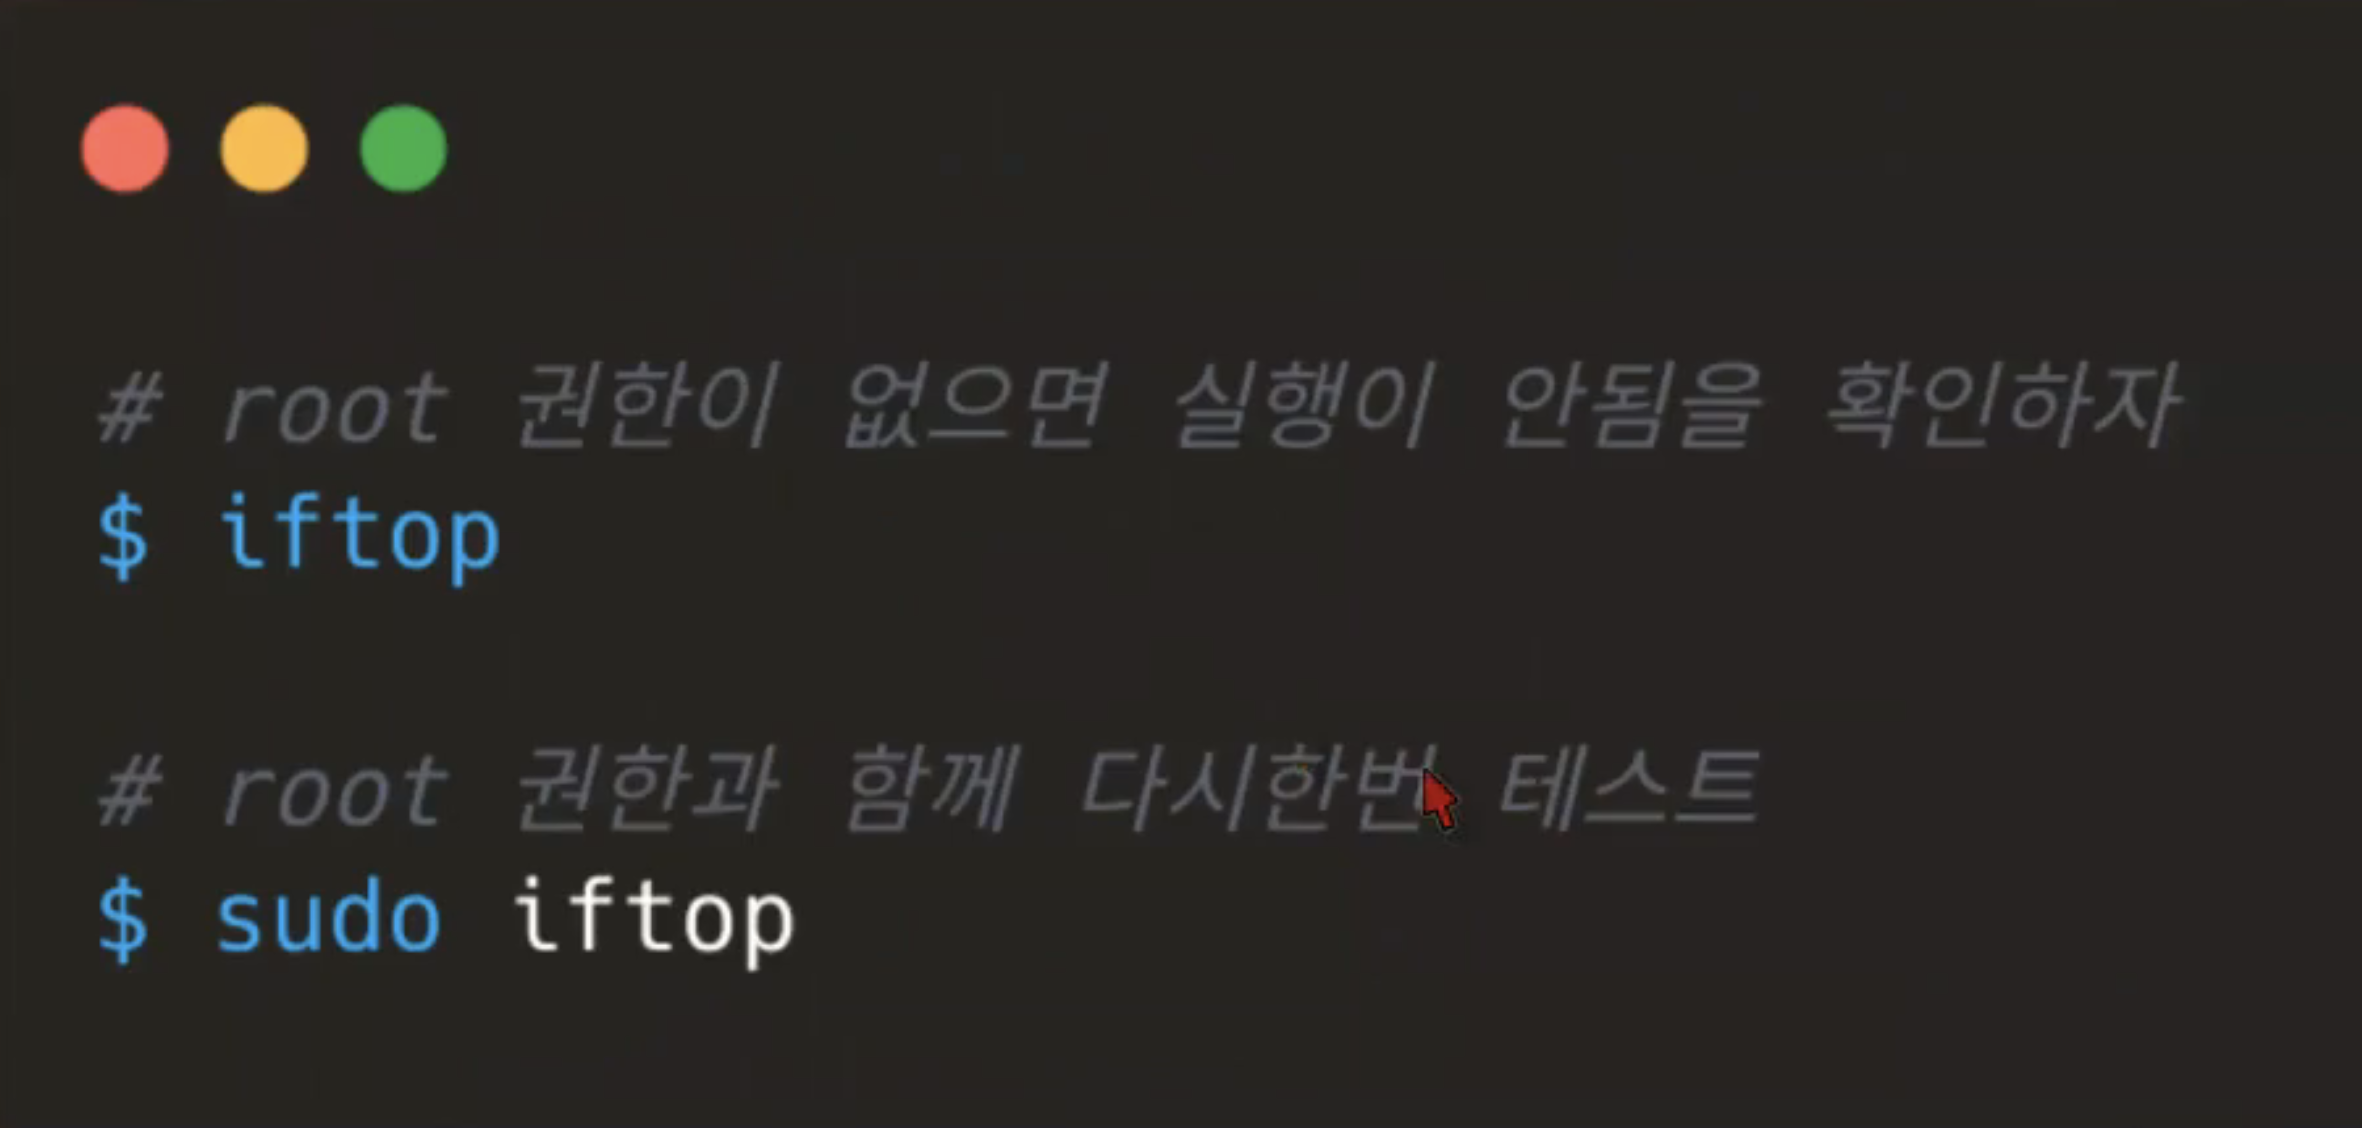 # root 권한이 없으면 실행이 안됨을 확인하자
$ iftop
# root 권한과 함께 다시한번 테스트
$ sudo iftop